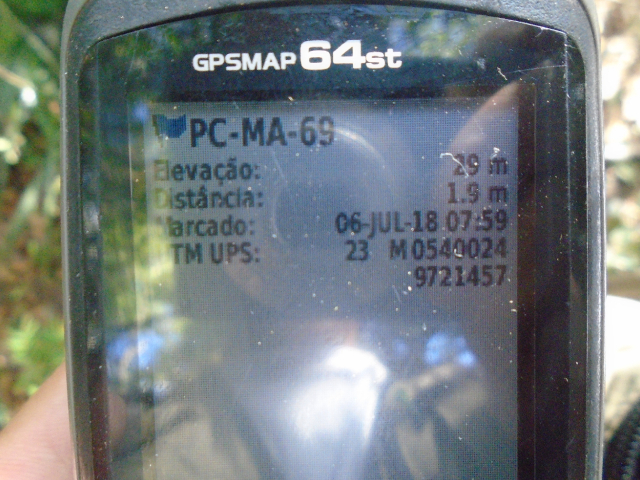 GPSMAP 64st
PC-MA-69
Elevação: 29 m
Distância: 1.9 m
Marcado: 06-JUL-18 07:59
UTM UPS: 23 M 0540024
9721457